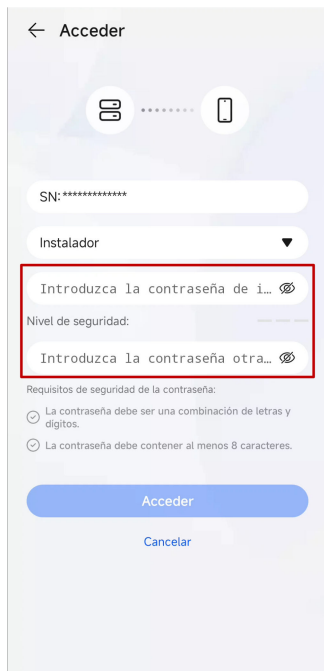 Acceder
SN:*************
Instalador
Introduzca la contraseña de i...
Nivel de seguridad:
Introduzca la contraseña otra...
Requisitos de seguridad de la contraseña:
La contraseña debe ser una combinación de letras y
dígitos.
La contraseña debe contener al menos 8 caracteres.
Acceder
Cancelar